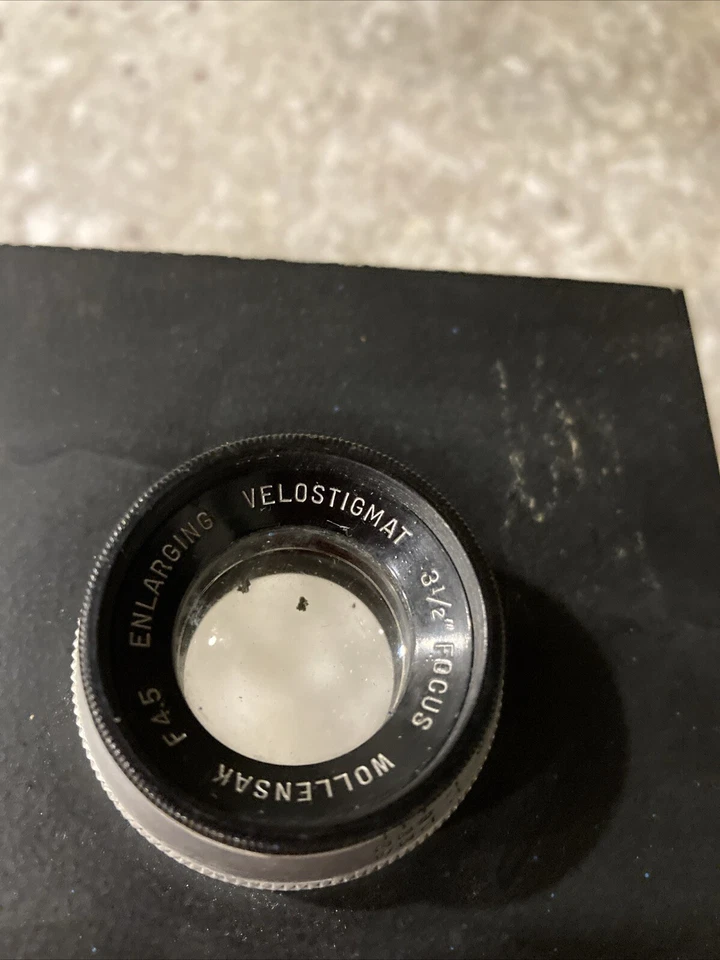 ENLARGING VELOSTIGMAT 3½" FOCUS WOLLENSAK F4.5